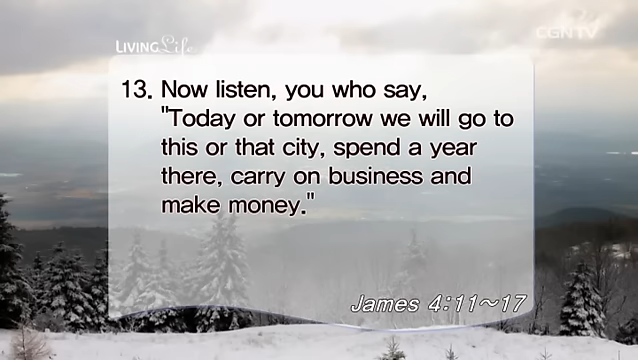 LIVING Life
CGNTV
13. Now listen, you who say,
"Today or tomorrow we will go to
this or that city, spend a year
there, carry on business and
make money."
James 4:11~17